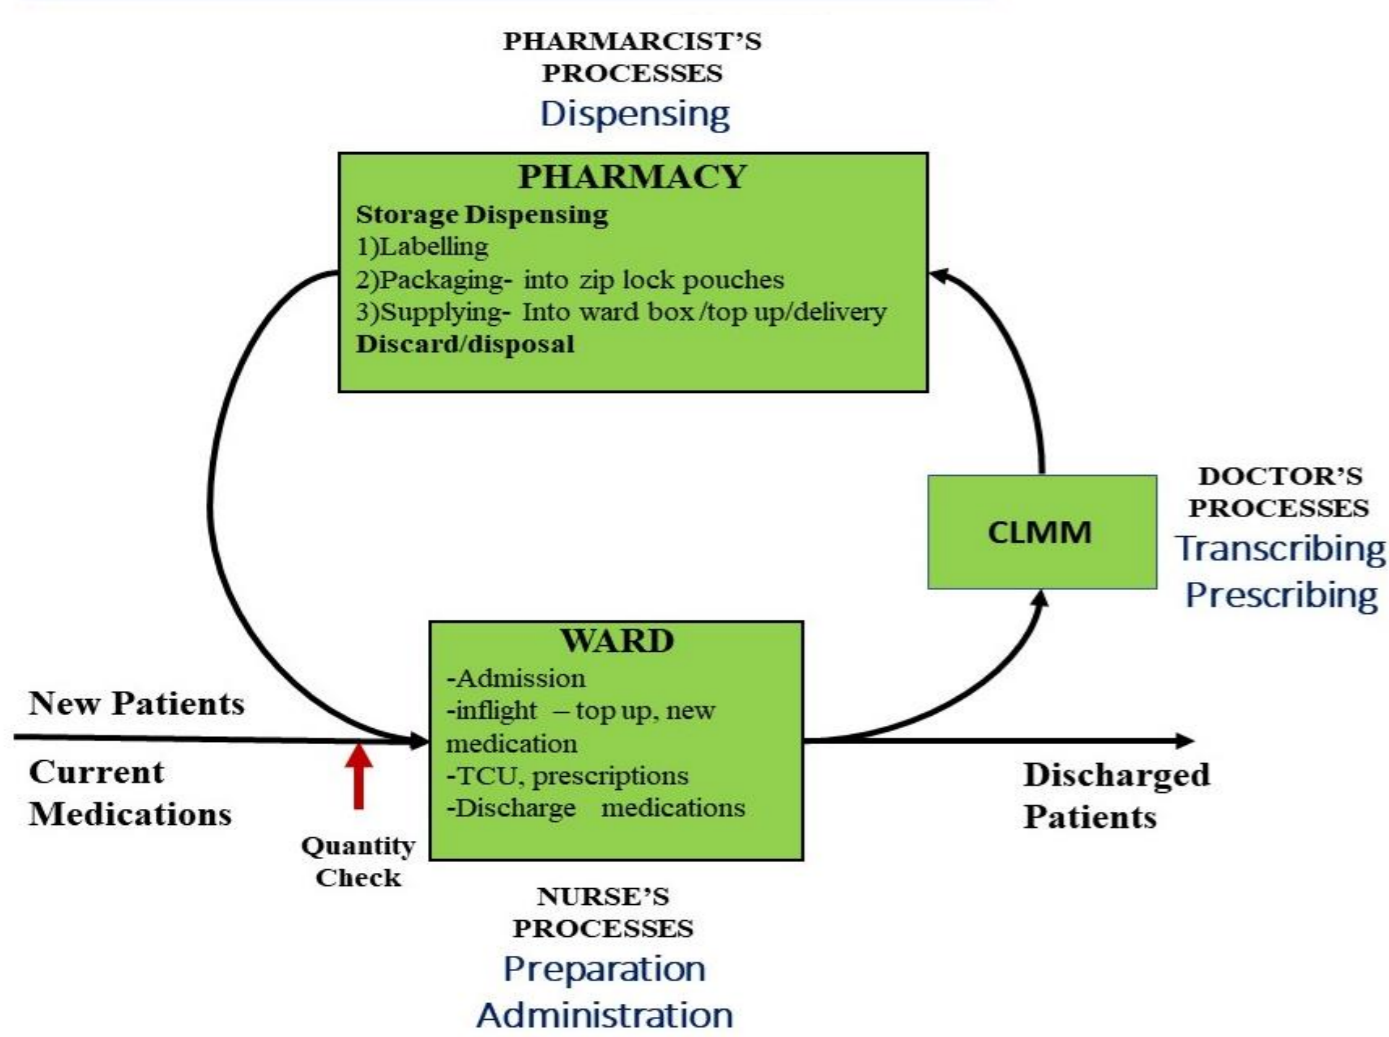 PHARMARCIST'S
PROCESSES
Dispensing
PHARMACY
Storage Dispensing
1)Labelling
2)Packaging- into zip lock pouches
3)Supplying- Into ward box /top up/delivery
Discard/disposal
DOCTOR'S
PROCESSES
Transcribing
Prescribing
CLMM
WARD
-Admission
-inflight – top up, new
medication
-TCU, prescriptions
-Discharge medications
New Patients
Current
Medications
Quantity
Check
Discharged
Patients
NURSE'S
PROCESSES
Preparation
Administration